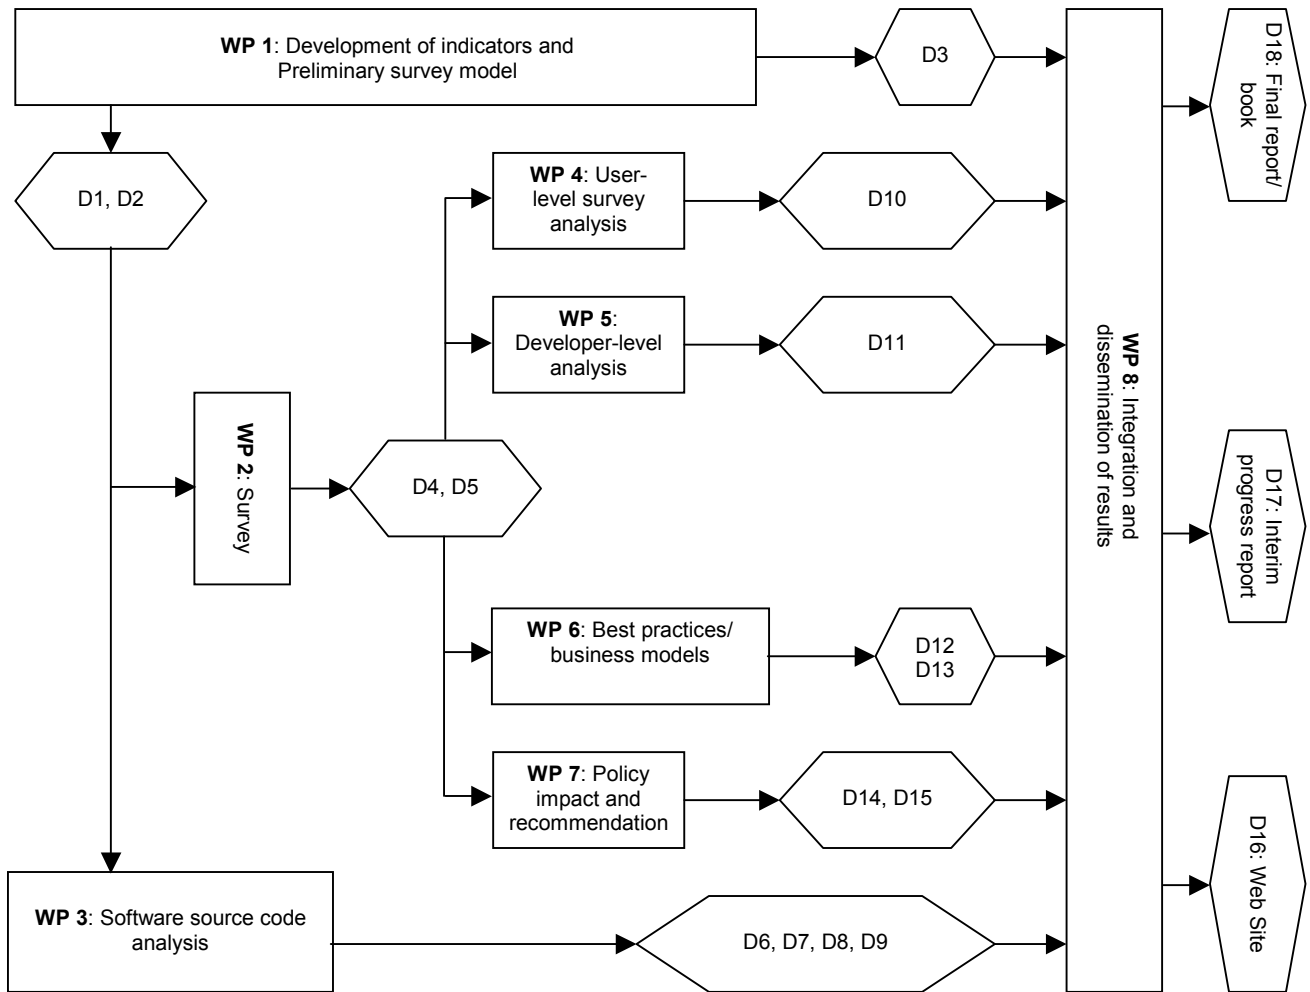 WP 1: Development of indicators and
Preliminary survey model
D3
D18: Final report/
book
D1, D2
WP 4: User-
level survey
analysis
D10
WP 5:
Developer-level
analysis
D11
WP 8: Integration and
dissemination of results
WP 2: Survey
D4, D5
D17: Interim
progress report
WP 6: Best practices/
business models
D12
D13
WP 7: Policy
impact and
recommendation
D14, D15
D16: Web Site
WP 3: Software source code
analysis
D6, D7, D8, D9